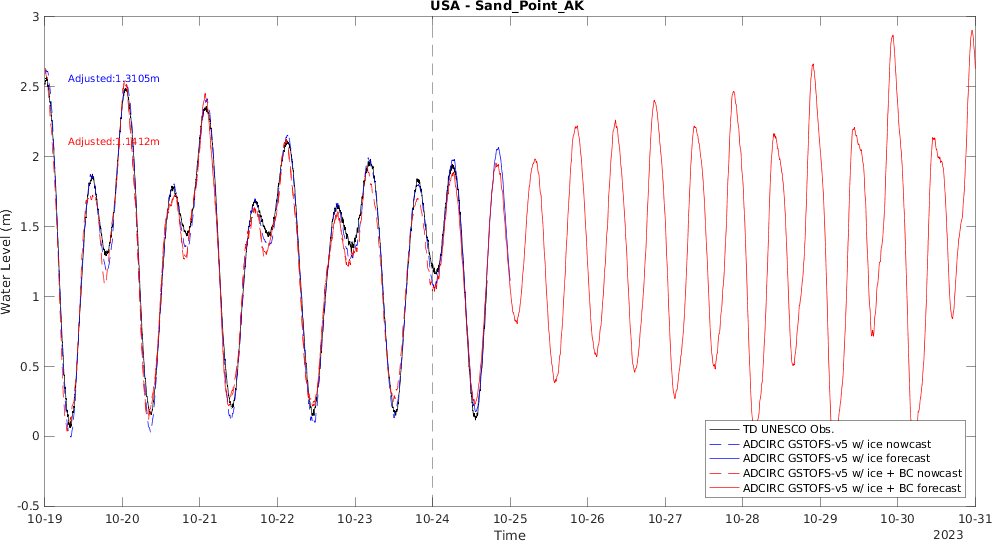 USA - Sand_Point_AK
Adjusted:1.3105m
Adjusted:1.1412m
Water Level (m)
3
2.5
2
1.5
1
0.5
0
-0.5
TD UNESCO Obs.
ADCIRC GSTOFS-v5 w/ ice nowcast
ADCIRC GSTOFS-v5 w/ ice forecast
ADCIRC GSTOFS-v5 w/ ice + BC nowcast
ADCIRC GSTOFS-v5 w/ ice + BC forecast
10-19 10-20 10-21 10-22 10-23 10-24 10-25 10-26 10-27 10-28 10-29 10-30 10-31
Time
2023